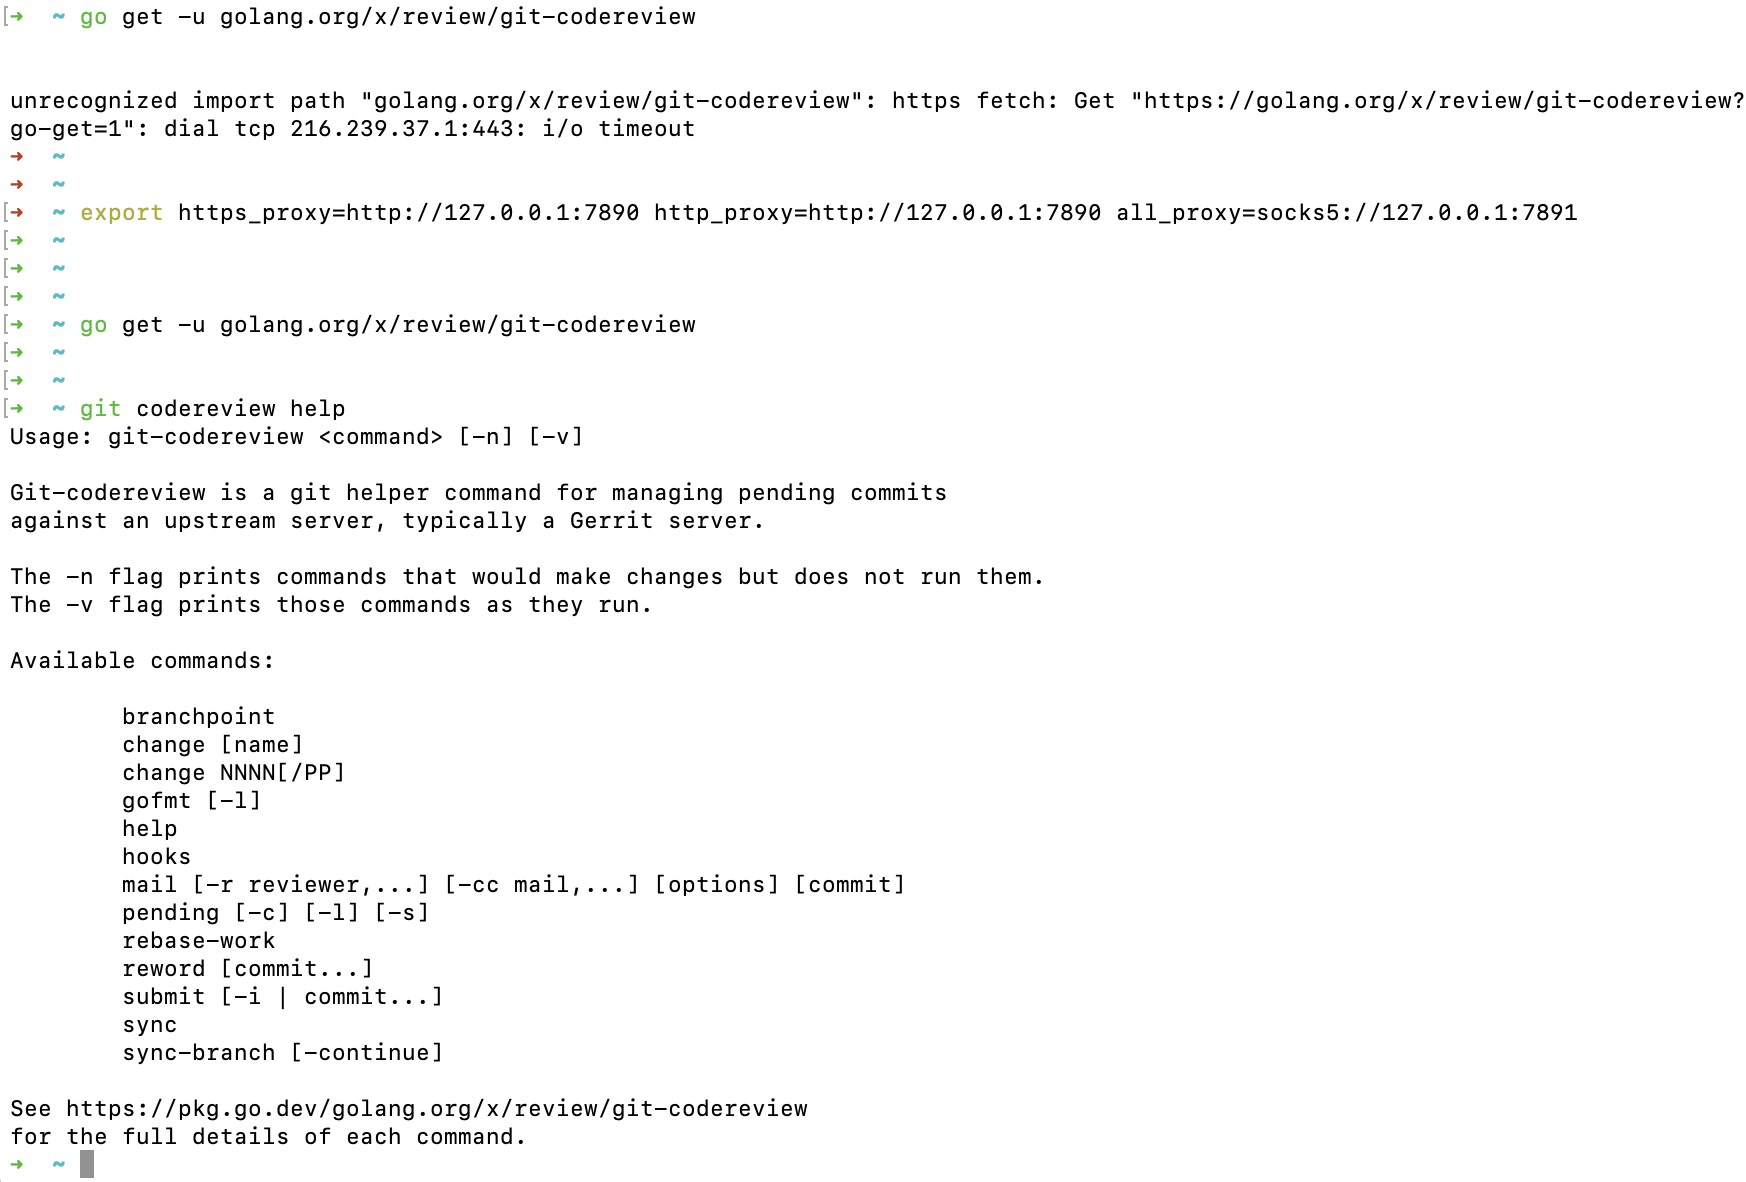 [➜  ~ go get -u golang.org/x/review/git-codereview
unrecognized import path "golang.org/x/review/git-codereview": https fetch: Get "https://golang.org/x/review/git-codereview?
go-get=1": dial tcp 216.239.37.1:443: i/o timeout
➜  ~
➜  ~
[➜  ~ export https_proxy=http://127.0.0.1:7890 http_proxy=http://127.0.0.1:7890 all_proxy=socks5://127.0.0.1:7891
[➜  ~
[➜  ~
[➜  ~
[➜  ~ go get -u golang.org/x/review/git-codereview
[➜  ~
[➜  ~
[➜  ~ git codereview help
Usage: git-codereview <command> [-n] [-v]
Git-codereview is a git helper command for managing pending commits
against an upstream server, typically a Gerrit server.
The -n flag prints commands that would make changes but does not run them.
The -v flag prints those commands as they run.
Available commands:
branchpoint
change [name]
change NNNN[/PP]
gofmt [-l]
help
hooks
mail [-r reviewer,...] [-cc mail,...] [options] [commit]
pending [-c] [-l] [-s]
rebase-work
reword [commit...]
submit [-i | commit...]
sync
sync-branch [-continue]
See https://pkg.go.dev/golang.org/x/review/git-codereview
for the full details of each command.
➜  ~